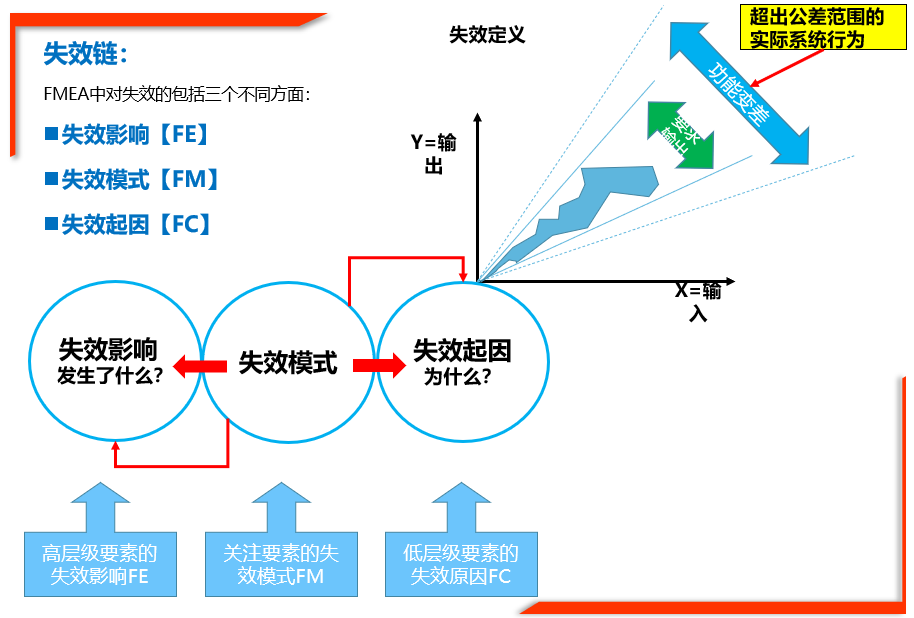 失效链：
FMEA中对失效的包括三个不同方面：
失效影响【FE】
失效模式【FM】
失效起因【FC】
失效定义
超出公差范围的
实际系统行为
功能变差
要求
输出
Y=输
出
X=输
入
失效影响
发生了什么？
失效模式
失效起因
为什么？
高层级要素的
失效影响FE
关注要素的失
效模式FM
低层级要素的
失效原因FC